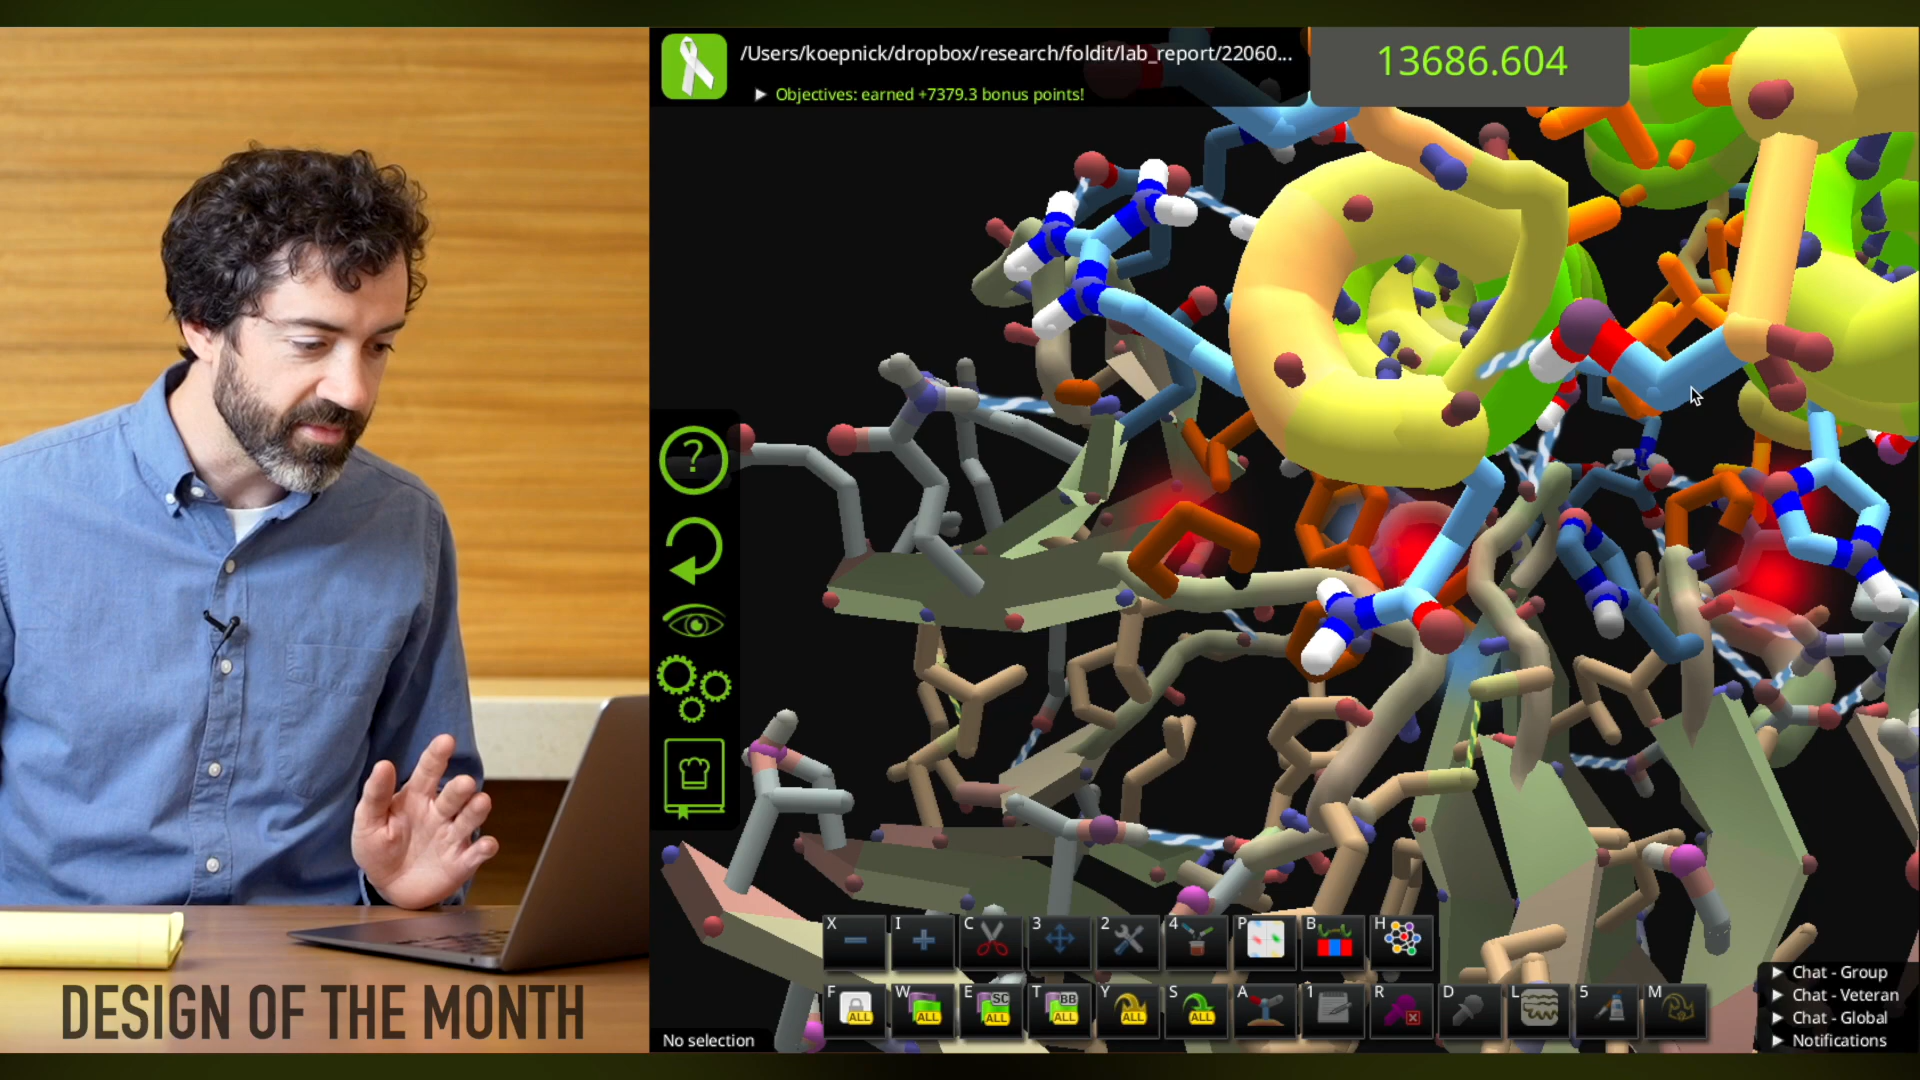 /Users/koepnick/dropbox/research/foldit/lab_report/22060...
13686.604
Objectives: earned +7379.3 bonus points!
?
X I C 3 2 4 P B H
F W E T Y S A 1 R D L 5 M
ALL ALL SC ALL BB ALL ALL ALL
No selection
Chat - Group
Chat - Veteran
Chat - Global
Notifications
DESIGN OF THE MONTH